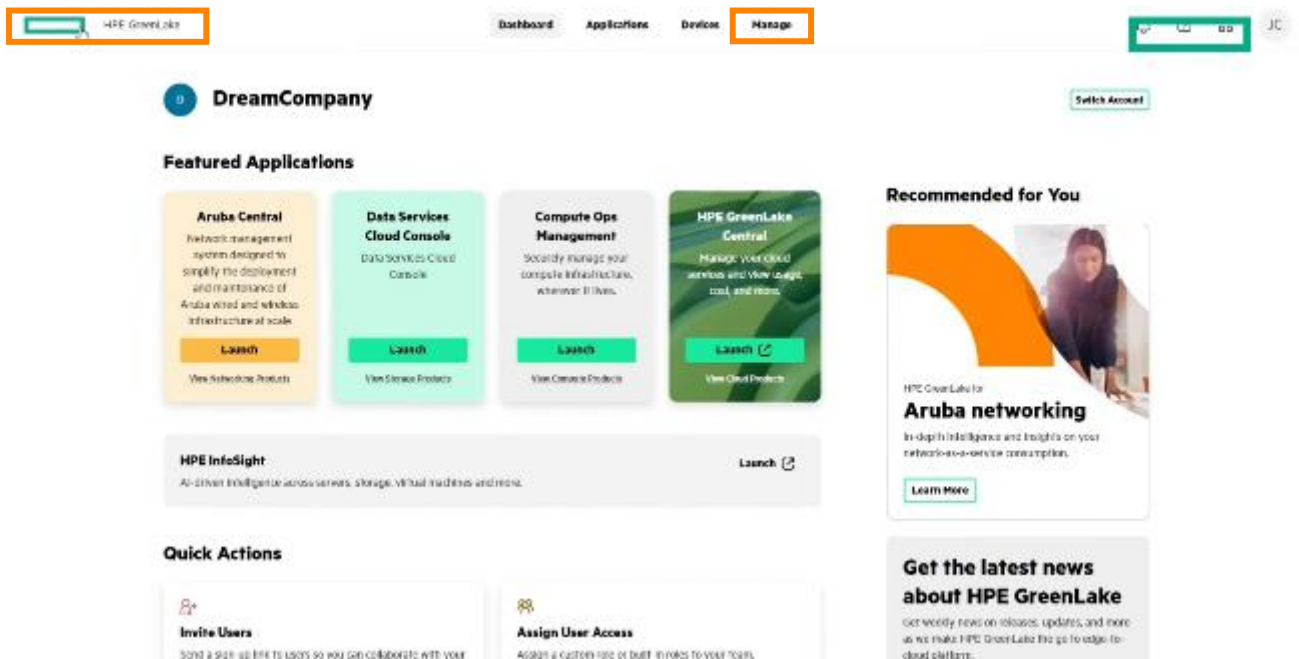 HPE GreenLake
Dashboard Applications Devices Manage
JC
D
DreamCompany
Switch Account
Featured Applications
Aruba Central
Network management
system designed to
simplify the deployment
and maintenance of
Aruba wired and wireless
infrastructure at scale
Launch
View Networking Products
Data Services
Cloud Console
Data Services Cloud
Console
Launch
View Storage Products
Compute Ops
Management
Securely manage your
compute infrastructure,
wherever it lives.
Launch
View Compute Products
HPE GreenLake
Central
Manage your cloud
services and view usage,
cost, and more.
Launch
View Cloud Products
HPE InfoSight
Launch
AI-driven intelligence across servers, storage, virtual machines and more.
Recommended for You
HPE GreenLake for
Aruba networking
In-depth intelligence and insights on your
network-as-a-service consumption.
Learn More
Quick Actions
Invite Users
Send a sign-up link to users so you can collaborate with your
Assign User Access
Assign a custom role or built in roles to your team.
Get the latest news
about HPE GreenLake
Get weekly news on releases, updates, and more
as we make HPE GreenLake the go to edge-to-
cloud platform.